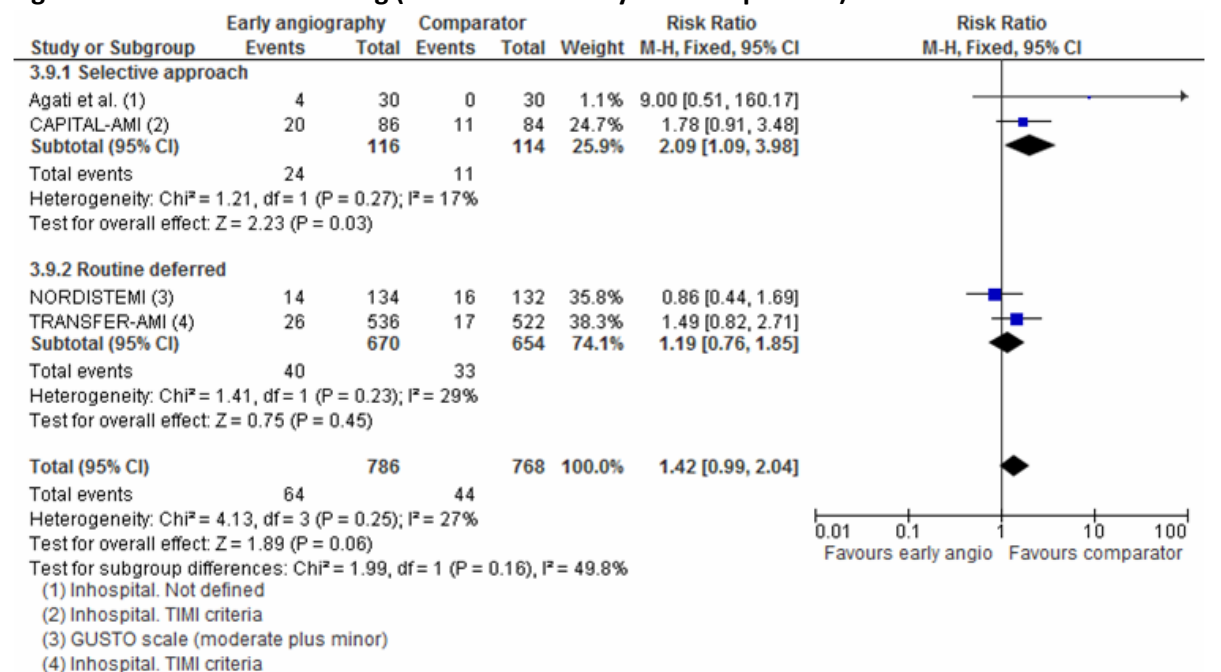 Early angiography Comparator Risk Ratio Risk Ratio
Study or Subgroup Events Total Events Total Weight M-H, Fixed, 95% CI M-H, Fixed, 95% CI
3.9.1 Selective approach
Agati et al. (1) 4 30 0 30 1.1% 9.00 [0.51, 160.17]
CAPITAL-AMI (2) 20 86 11 84 24.7% 1.78 [0.91, 3.48]
Subtotal (95% CI) 116 114 25.9% 2.09 [1.09, 3.98]
Total events 24 11
Heterogeneity: Chi² = 1.21, df = 1 (P = 0.27); I² = 17%
Test for overall effect: Z = 2.23 (P = 0.03)
3.9.2 Routine deferred
NORDISTEMI (3) 14 134 16 132 35.8% 0.86 [0.44, 1.69]
TRANSFER-AMI (4) 26 536 17 522 38.3% 1.49 [0.82, 2.71]
Subtotal (95% CI) 670 654 74.1% 1.19 [0.76, 1.85]
Total events 40 33
Heterogeneity: Chi² = 1.41, df = 1 (P = 0.23); I² = 29%
Test for overall effect: Z = 0.75 (P = 0.45)
Total (95% CI) 786 768 100.0% 1.42 [0.99, 2.04]
Total events 64 44
Heterogeneity: Chi² = 4.13, df = 3 (P = 0.25); I² = 27%
Test for overall effect: Z = 1.89 (P = 0.06)
Test for subgroup differences: Chi² = 1.99, df = 1 (P = 0.16), I² = 49.8%
0.01 0.1 1 10 100
Favours early angio Favours comparator
(1) Inhospital. Not defined
(2) Inhospital. TIMI criteria
(3) GUSTO scale (moderate plus minor)
(4) Inhospital. TIMI criteria